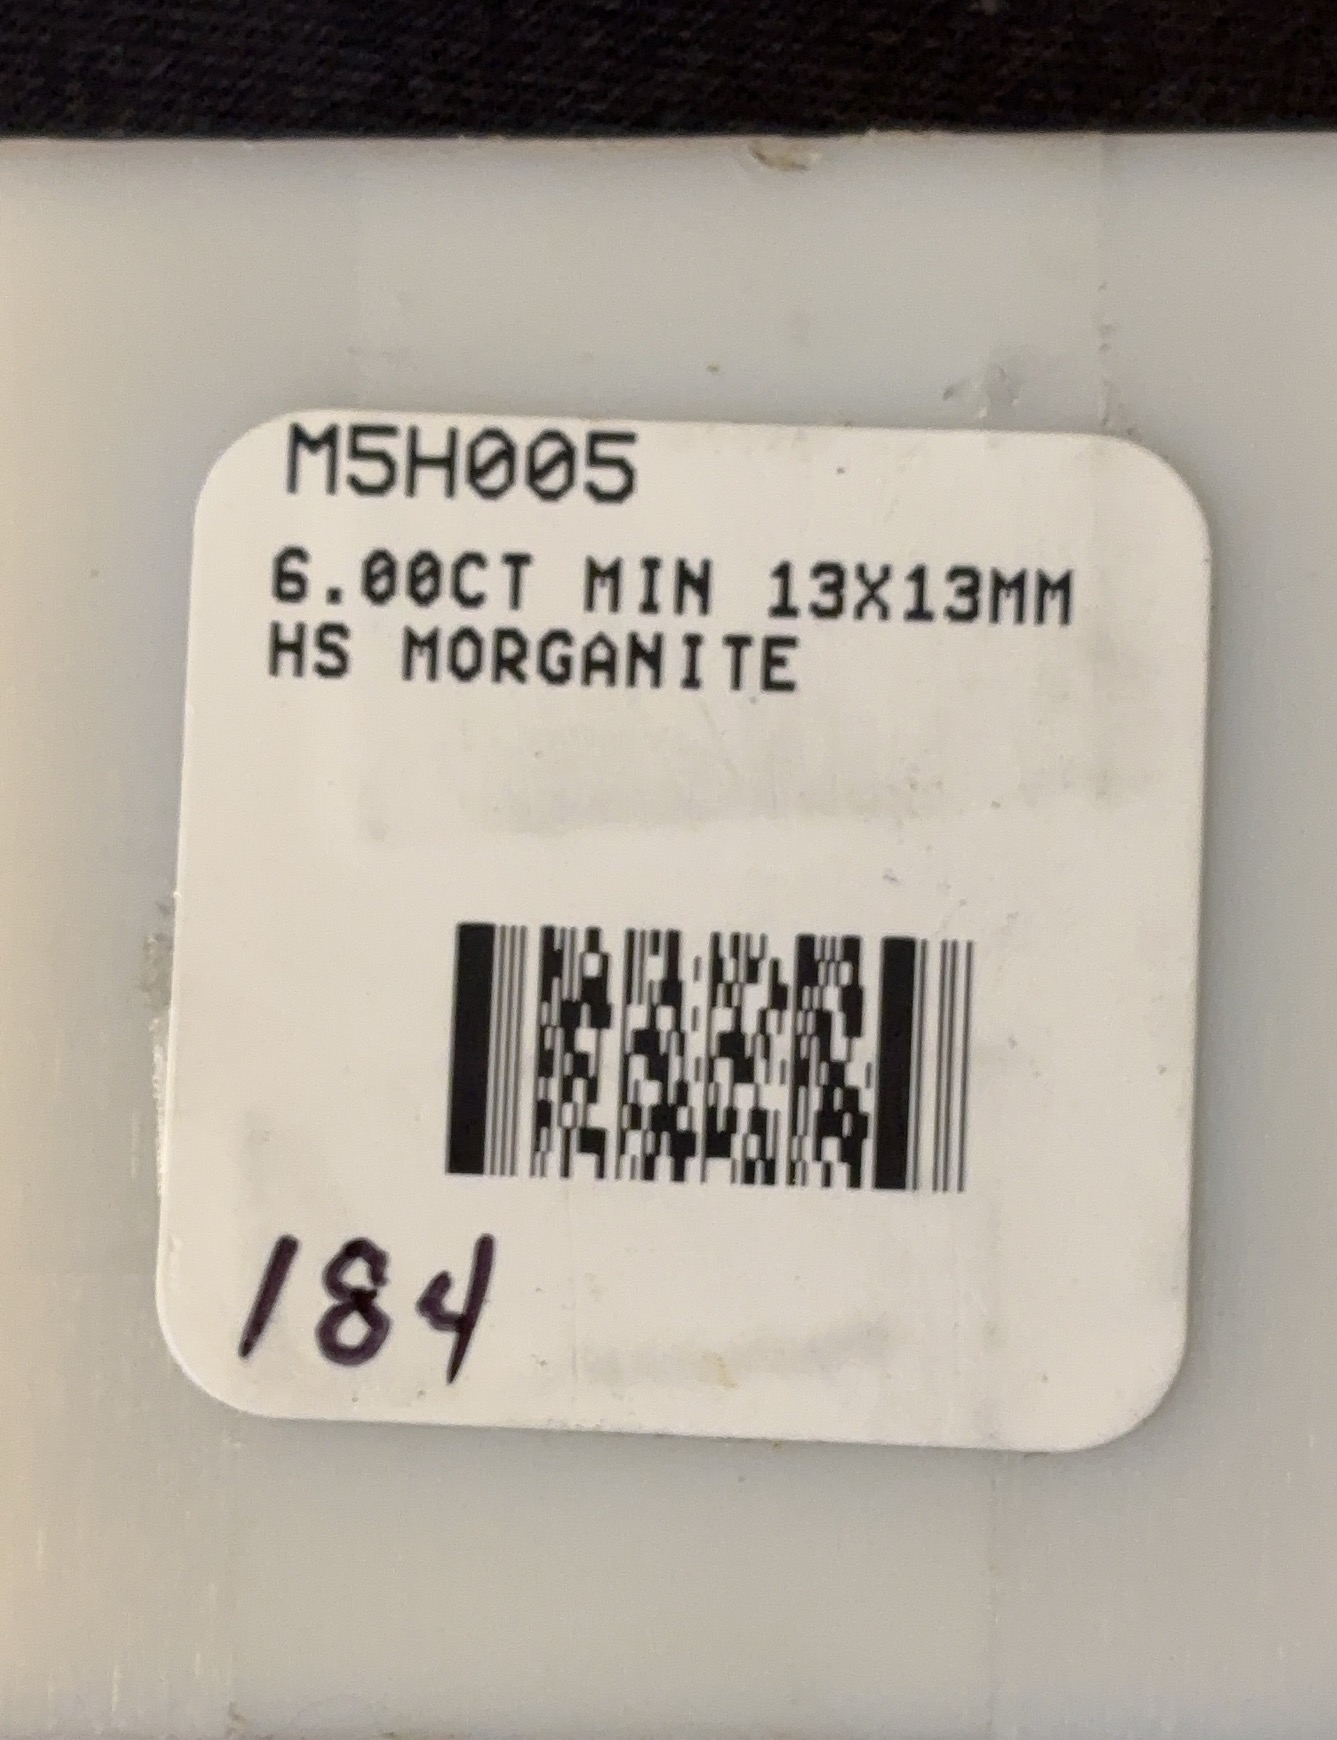 M5H005
6.00CT MIN 13X13MM
HS MORGANITE
184